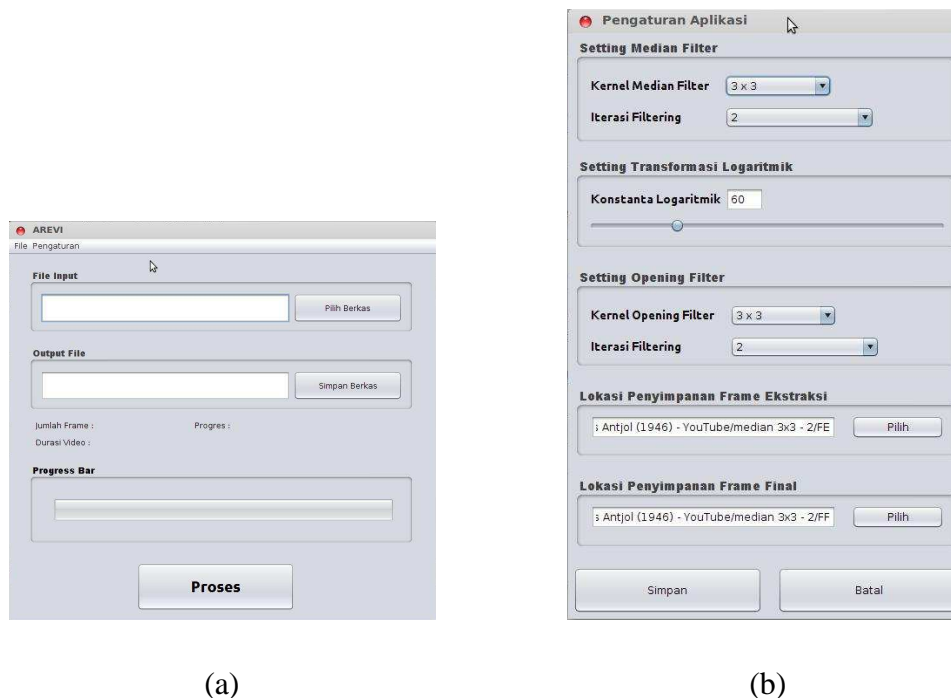 AREVI
File Pengaturan
File Input
Pilih Berkas
Output File
Simpan Berkas
Jumlah Frame :
Progres :
Durasi Video :
Progress Bar
Proses
(a)
Pengaturan Aplikasi
Setting Median Filter
Kernel Median Filter 3 x 3
Iterasi Filtering 2
Setting Transformasi Logaritmik
Konstanta Logaritmik 60
Setting Opening Filter
Kernel Opening Filter 3 x 3
Iterasi Filtering 2
Lokasi Penyimpanan Frame Ekstraksi
s Antjol (1946) - YouTube/median 3x3 - 2/FE Pilih
Lokasi Penyimpanan Frame Final
s Antjol (1946) - YouTube/median 3x3 - 2/FF Pilih
Simpan Batal
(b)